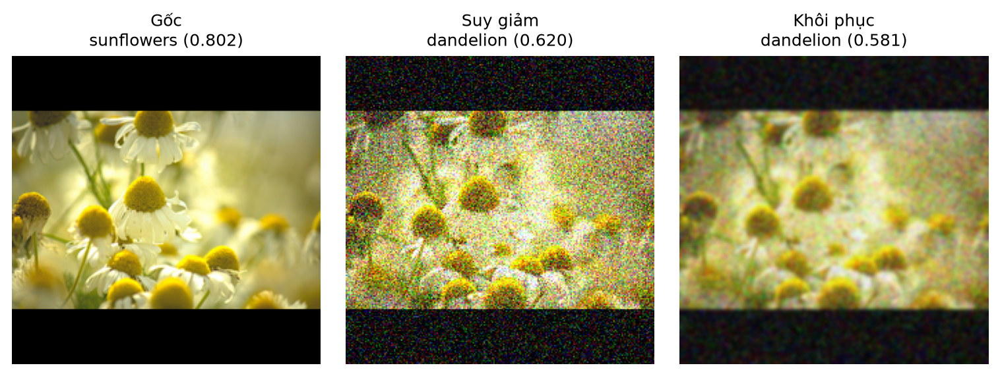 Gốc
sunflowers (0.802)
Suy giảm
dandelion (0.620)
Khôi phục
dandelion (0.581)